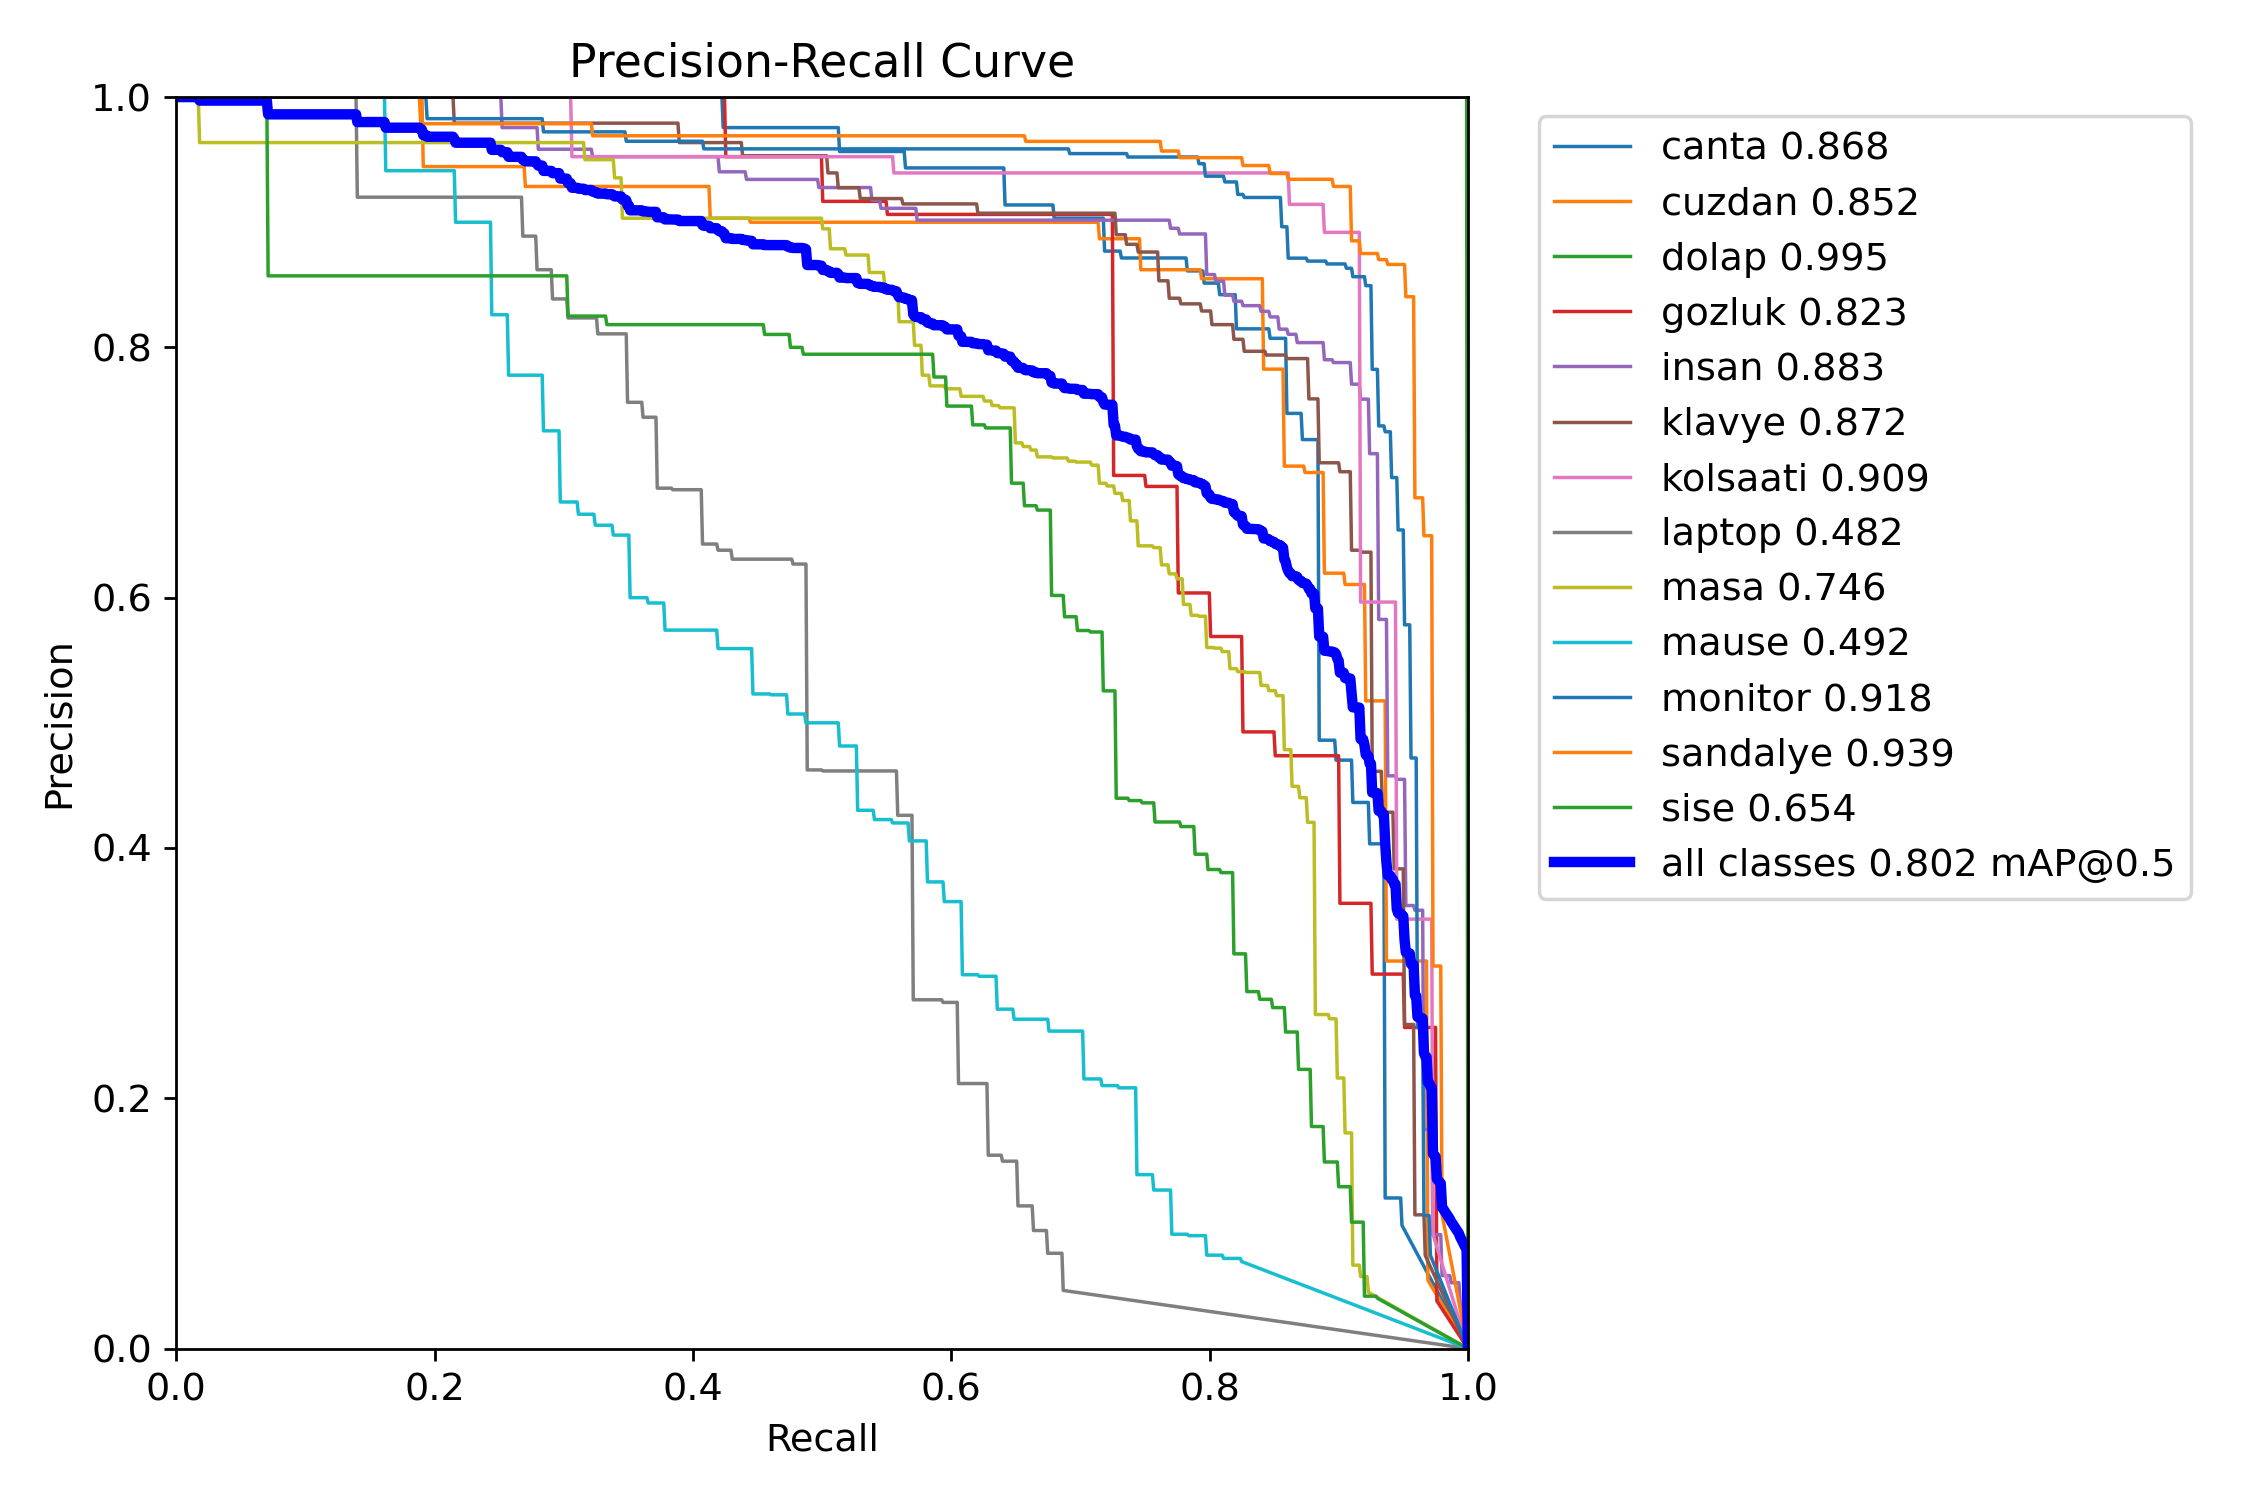 Precision-Recall Curve
1.0
0.8
0.6
0.4
0.2
0.0
Precision
0.0 0.2 0.4 0.6 0.8 1.0
Recall
canta 0.868
cuzdan 0.852
dolap 0.995
gozluk 0.823
insan 0.883
klavye 0.872
kolsaati 0.909
laptop 0.482
masa 0.746
mause 0.492
monitor 0.918
sandalye 0.939
sise 0.654
all classes 0.802 mAP@0.5